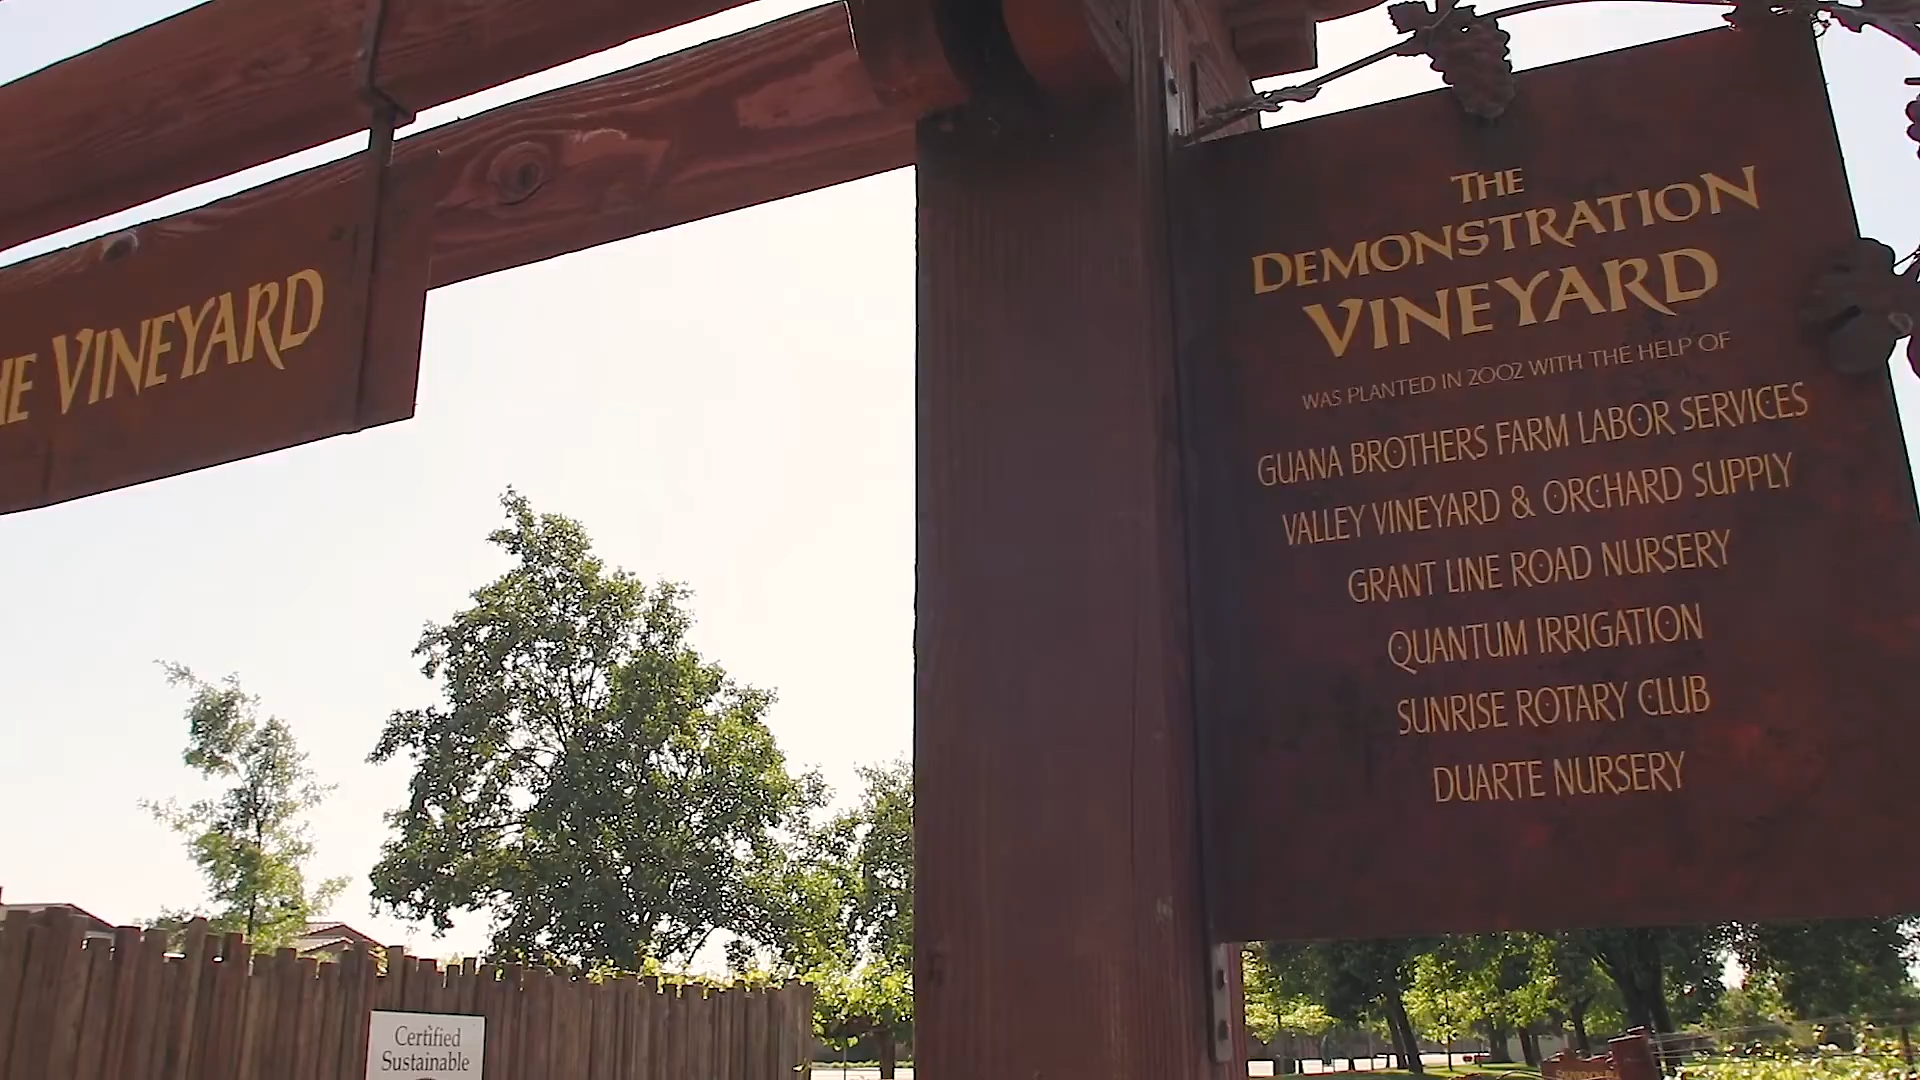 HE VINEYARD
THE
DEMONSTRATION
VINEYARD
WAS PLANTED IN 2002 WITH THE HELP OF
GUANA BROTHERS FARM LABOR SERVICES
VALLEY VINEYARD & ORCHARD SUPPLY
GRANT LINE ROAD NURSERY
QUANTUM IRRIGATION
SUNRISE ROTARY CLUB
DUARTE NURSERY
Certified
Sustainable